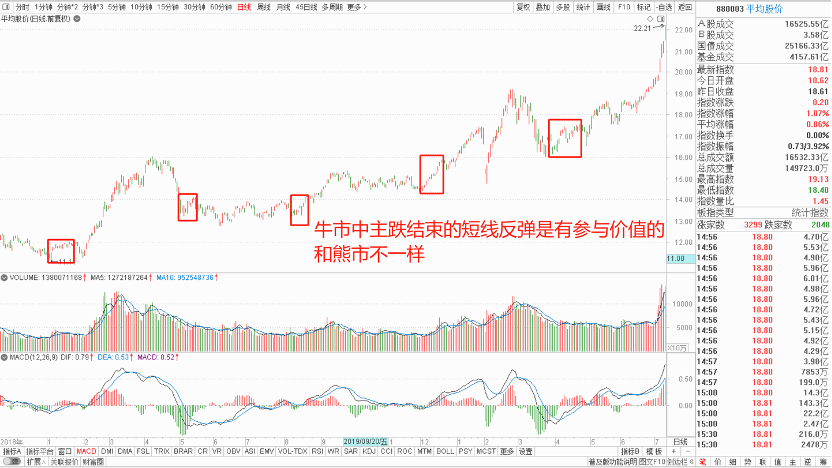 分时 1分钟 分钟*2 分钟*3 5分钟 10分钟 15分钟 30分钟 60分钟 日线 周线 月线 45日线 多周期 更多> 复权 叠加 多股 统计 画线 F10 标记 -自选 返回
平均股价(日线.前复权)
22.21
22.00
21.00
20.00
19.00
18.00
17.00
16.00
15.00
14.00
13.00
12.00
11.00
牛市中主跌结束的短线反弹是有参与价值的
和熊市不一样
VOLUME: 1380071168↑ MA5: 1272187264↑ MA10: 952548736↑
10000
5000
X10万
MACD(12,26,9) DIF: 0.79↑ DEA: 0.53↑ MACD: 0.52↑
0.50
0.00
2018年 1 2 3 4 5 6 7 8 2019/09/20/五 1 12 1 2 3 4 5 6 7 日线
指标A 指标平台 窗口 MACD DMI DMA FSL TRIX BRAR CR VR OBV ASI EMV VOL-TDX RSI WR SAR KDJ CCI ROC MTM BOLL PSY MCST 更多 设置 指标B 模板 + -
扩展∧ 关联报价 财富圈 普及版功能说明 图文F10 侧边栏
880003 平均股价
A股成交 16525.55亿
B股成交 3.58亿
国债成交 25166.33亿
基金成交 4157.61亿
最新指数 18.81
今日开盘 18.62
昨日收盘 18.61
指数涨跌 0.20
指数涨幅 1.07%
平均涨幅 0.86%
指数换手 0.00%
指数振幅 0.73/3.92%
总成交额 16532.33亿
总成交量 149723.0万
最高指数 19.13
最低指数 18.40
指数量比 1.45
板指类型 统计指数
涨家数 3299 跌家数 2048
14:56 18.80 4.70亿
14:56 18.80 5.53亿
14:56 18.80 4.90亿
14:56 18.80 5.96亿
14:56 18.80 6.01亿
14:56 18.80 4.98亿
14:56 18.80 5.96亿
14:56 18.80 4.72亿
14:56 18.80 5.43亿
14:56 18.80 5.15亿
14:56 18.80 4.92亿
14:56 18.80 4.29亿
14:57 18.80 3.98亿
14:57 18.80 7853万
14:57 18.80 199.0万
15:00 18.80 14.3亿
15:00 18.81 143.3亿
15:00 18.81 22.2亿
15:00 18.81 2.47亿
15:30 18.81 216.0万
15:30 18.81 2478万
笔 价 细 势 联 值 主 逆 筹